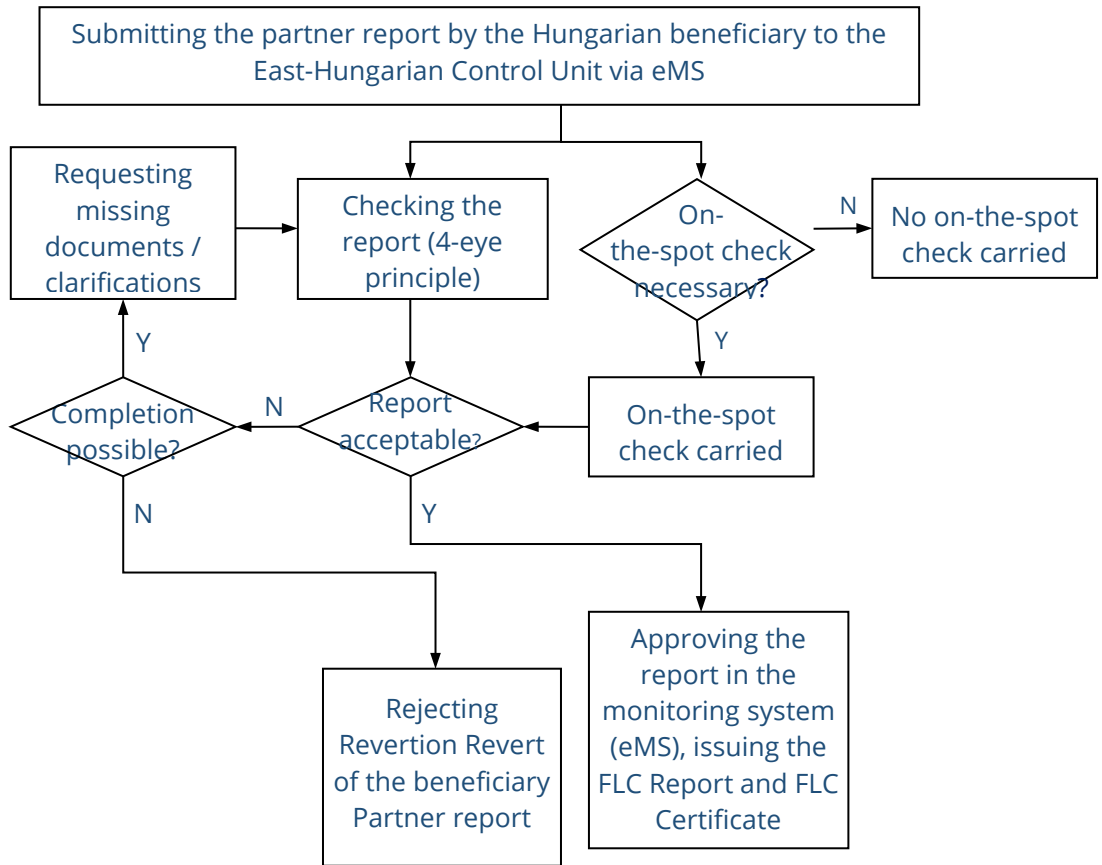 Submitting the partner report by the Hungarian beneficiary to the
East-Hungarian Control Unit via eMS
Requesting
missing
documents /
clarifications
Checking the
report (4-eye
principle)
On-
the-spot check
necessary?
N
No on-the-spot
check carried
Y
Y
Completion
possible?
N
Report
acceptable?
On-the-spot
check carried
N
Y
Rejecting
Revertion Revert
of the beneficiary
Partner report
Approving the
report in the
monitoring system
(eMS), issuing the
FLC Report and FLC
Certificate